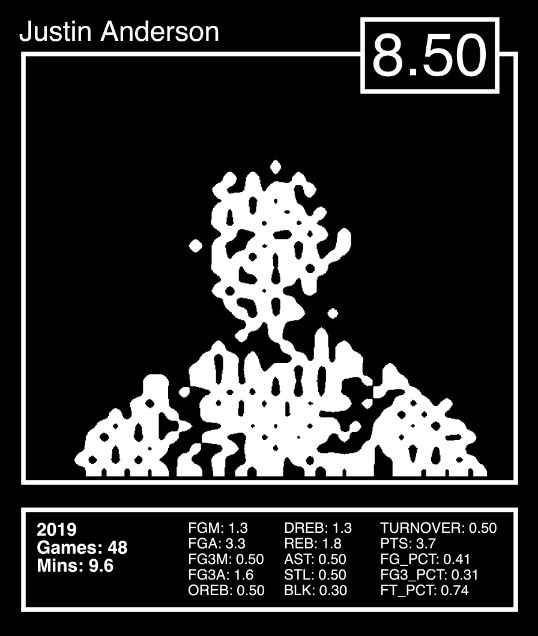 Justin Anderson
8.50
2019
Games: 48
Mins: 9.6
FGM: 1.3
FGA: 3.3
FG3M: 0.50
FG3A: 1.6
OREB: 0.50
DREB: 1.3
REB: 1.8
AST: 0.50
STL: 0.50
BLK: 0.30
TURNOVER: 0.50
PTS: 3.7
FG_PCT: 0.41
FG3_PCT: 0.31
FT_PCT: 0.74